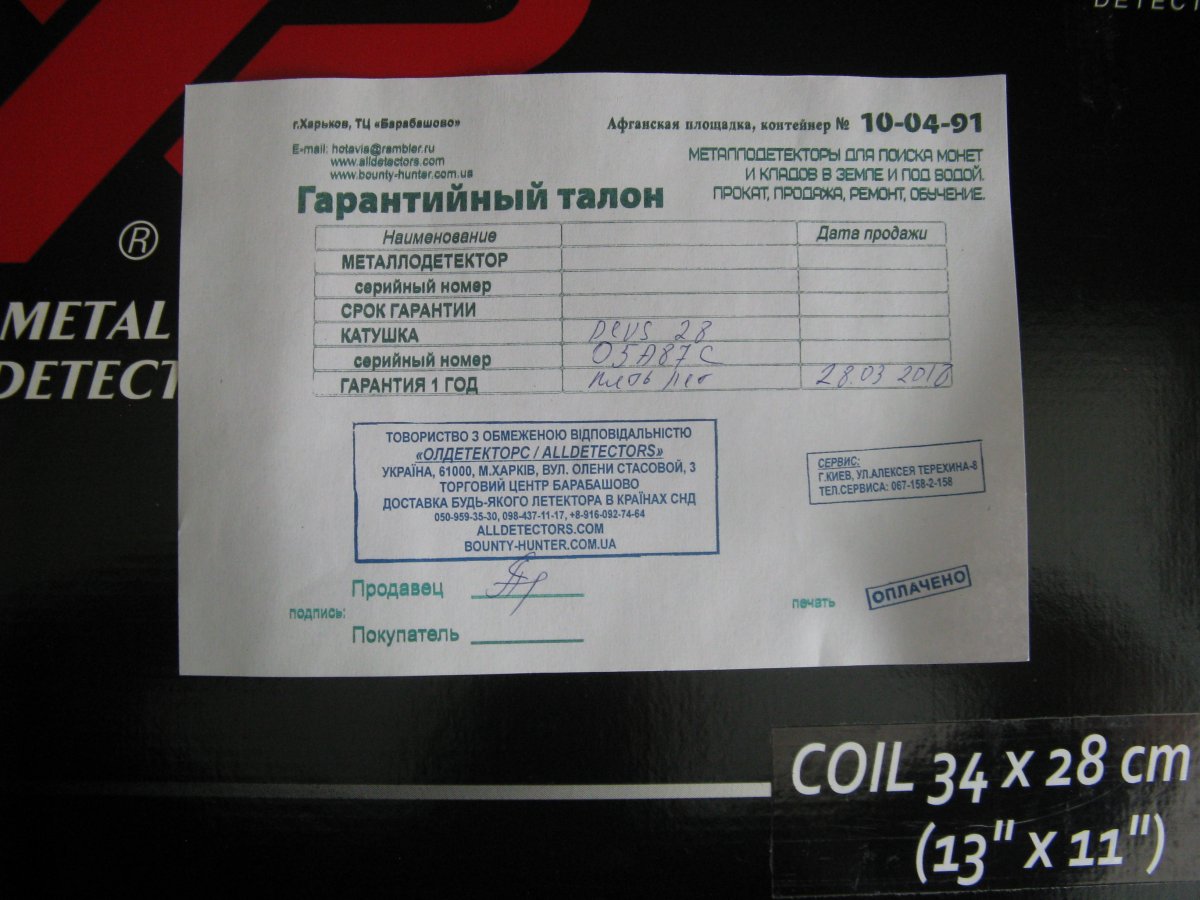 DETECT
г.Харьков, ТЦ «Барабашово»
Афганская площадка, контейнер № 10-04-91
E-mail: hotavia@rambler.ru
www.alldetectors.com
www.bounty-hunter.com.ua
МЕТАЛЛОДЕТЕКТОРЫ ДЛЯ ПОИСКА МОНЕТ
И КЛАДОВ В ЗЕМЛЕ И ПОД ВОДОЙ.
ПРОКАТ, ПРОДАЖА, РЕМОНТ, ОБУЧЕНИЕ.
Гарантийный талон
Наименование Дата продажи
МЕТАЛЛОДЕТЕКТОР
серийный номер
СРОК ГАРАНТИИ
КАТУШКА Deus 28
серийный номер 05A87C
ГАРАНТИЯ 1 ГОД пять лет 28.03 2018
ТОВОРИСТВО З ОБМЕЖЕНОЮ ВІДПОВІДАЛЬНІСТЮ
«ОЛДЕТЕКТОРС / ALLDETECTORS»
УКРАЇНА, 61000, М.ХАРКІВ, ВУЛ. ОЛЕНИ СТАСОВОЙ, 3
ТОРГОВИЙ ЦЕНТР БАРАБАШОВО
ДОСТАВКА БУДЬ-ЯКОГО ЛЕТЕКТОРА В КРАЇНАХ СНД
050-959-35-30, 098-437-11-17, +8-916-092-74-64
ALLDETECTORS.COM
BOUNTY-HUNTER.COM.UA
СЕРВИС:
Г.КИЕВ, УЛ.АЛЕКСЕЯ ТЕРЕХИНА-8
ТЕЛ.СЕРВИСА: 067-158-2-158
Продавец
подпись:
Покупатель
печать
ОПЛАЧЕНО
®
METAL
DETECT
COIL 34 x 28 cm
(13" x 11")